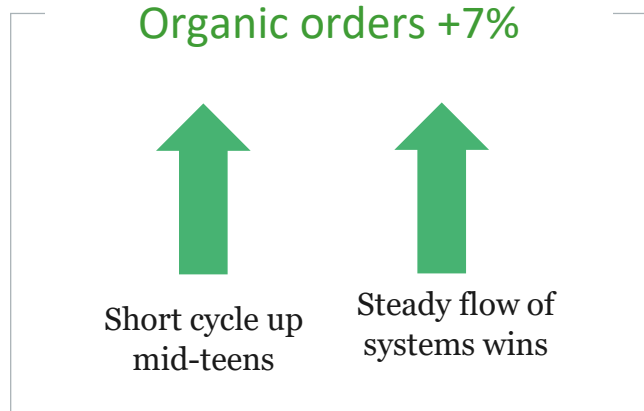 Organic orders +7%
Short cycle up
mid-teens
Steady flow of
systems wins